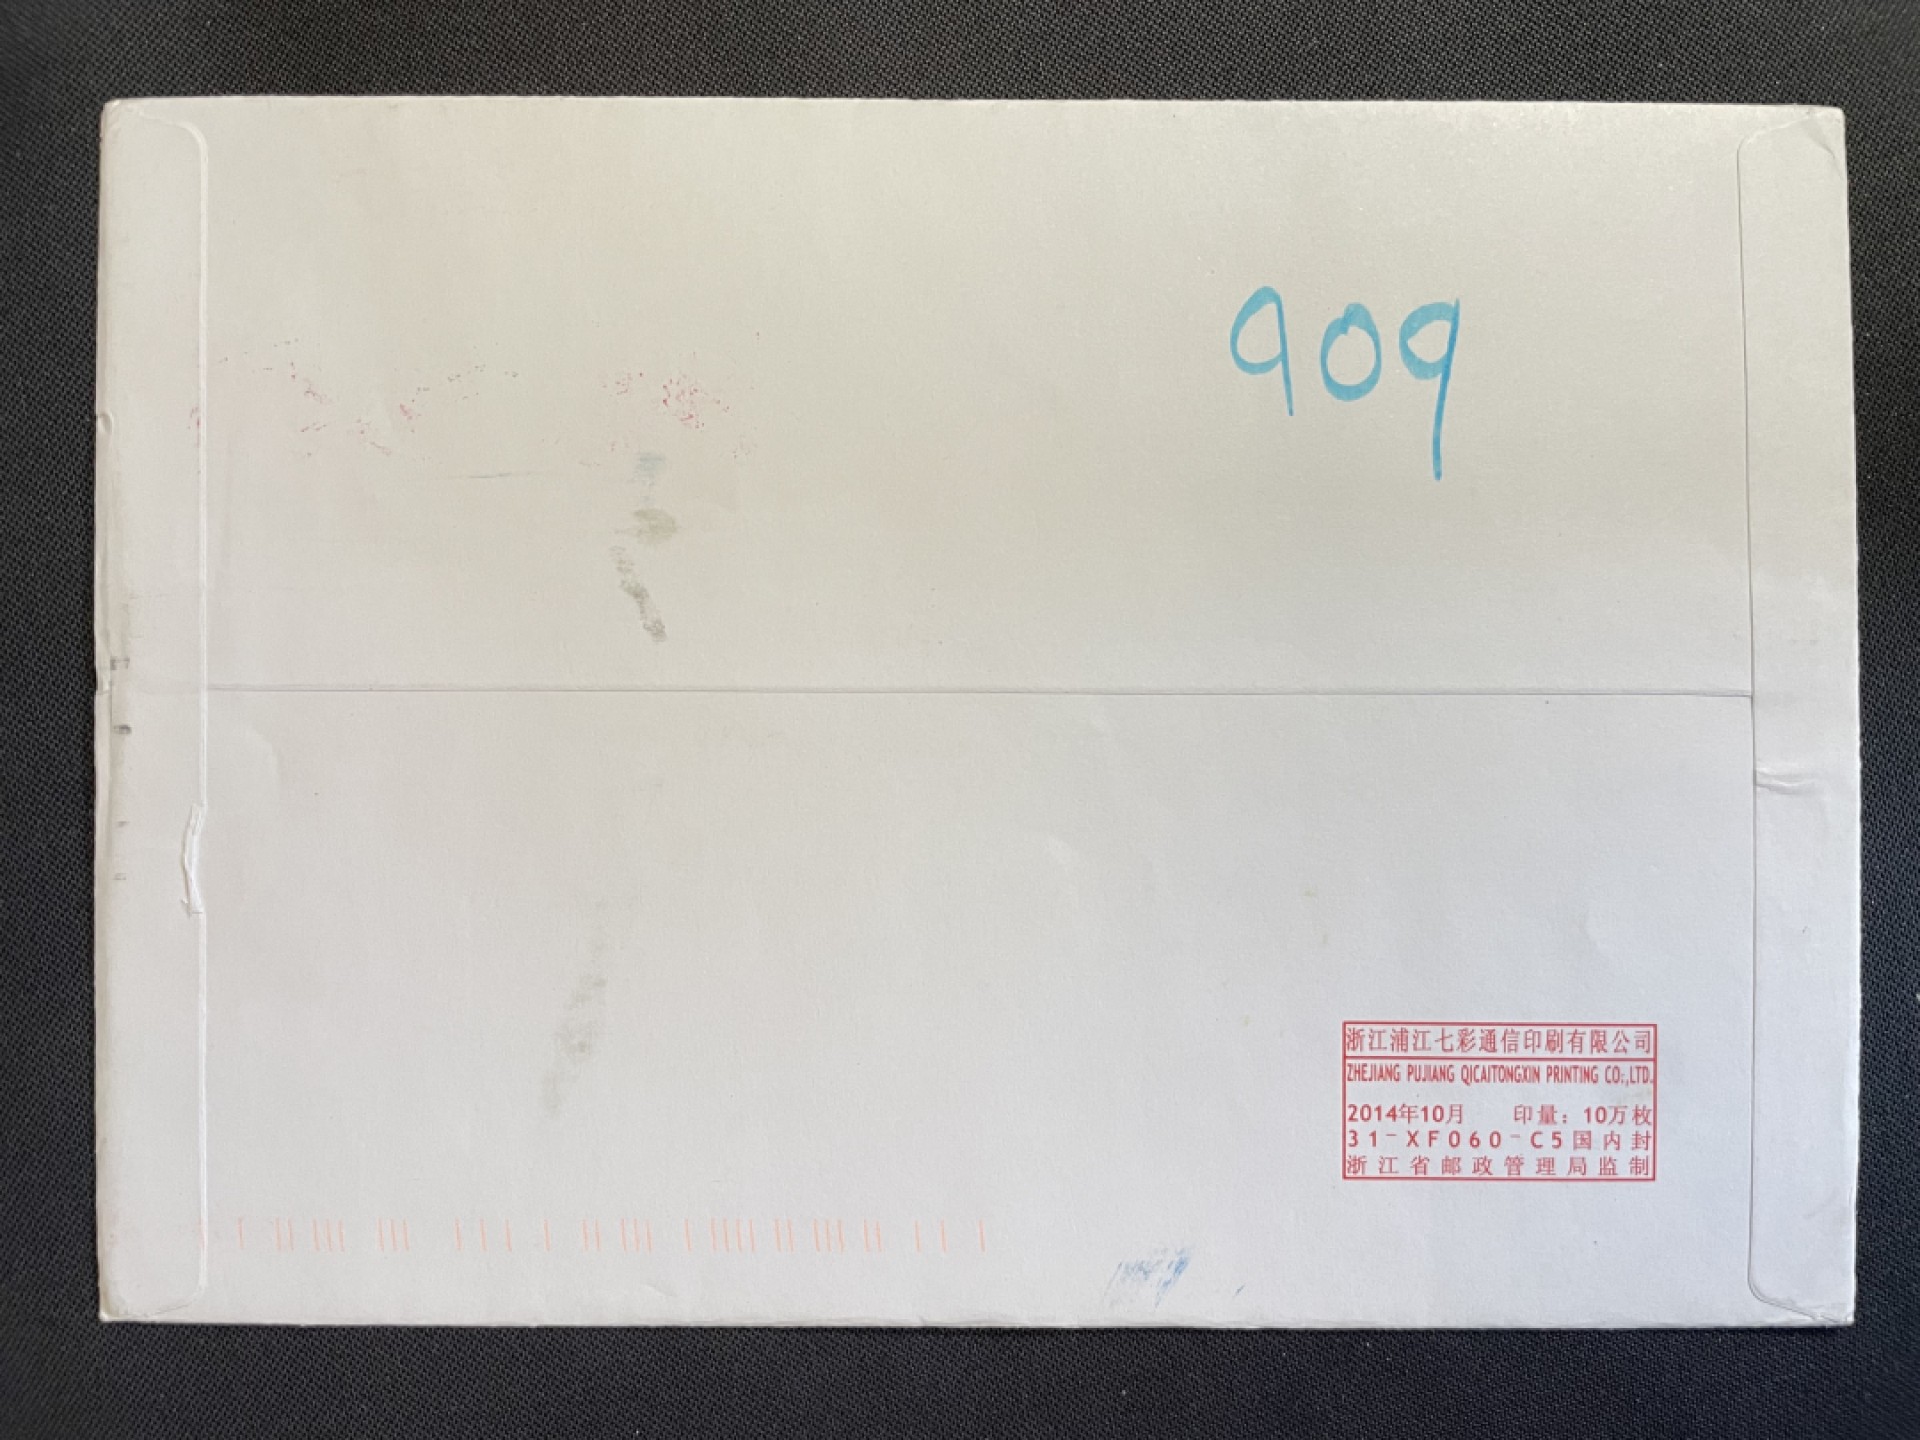 909
浙江浦江七彩通信印刷有限公司
ZHEJIANG PUJIANG QICAITONGXIN PRINTING CO.,LTD.
2014年10月 印量：10万枚
31-XF060-C5国内封
浙江省邮政管理局监制